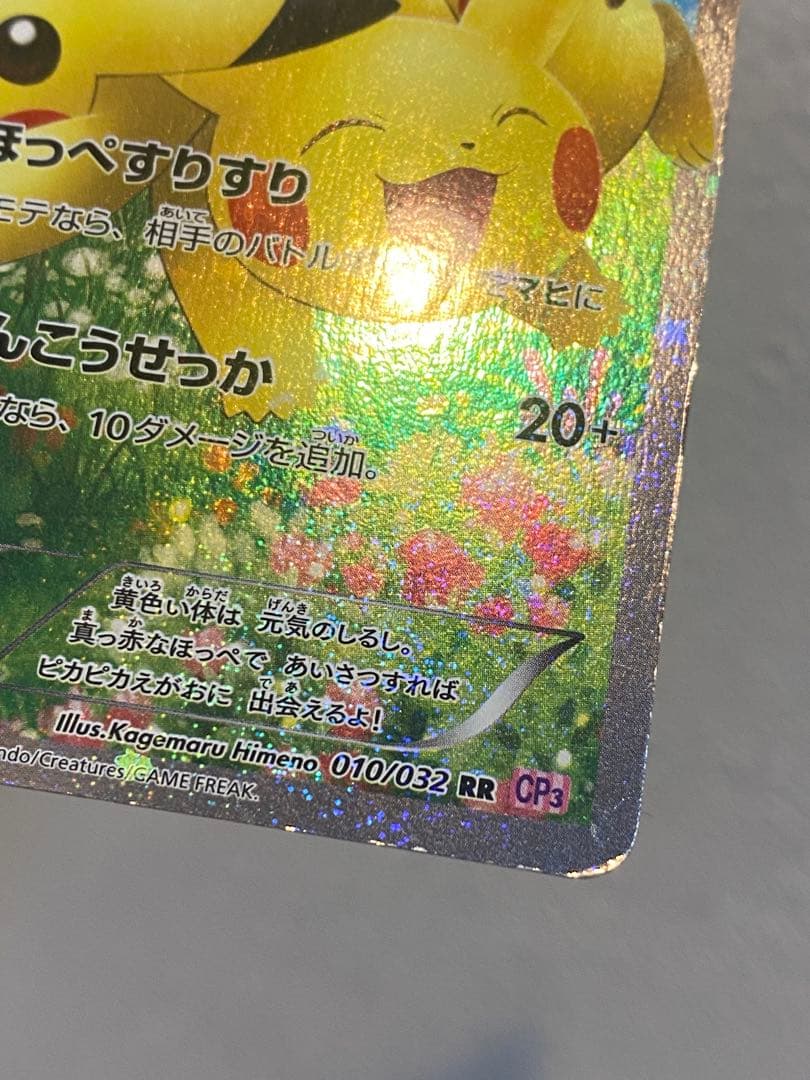 ほっぺすりすり
モテなら、相手のバトル
マヒに
んこうせっか
なら、10ダメージを追加。
20+
黄色い体は 元気のしるし。
真っ赤なほっぺで あいさつすれば
ピカピカえがおに 出会えるよ!
Illus.Kagemaru Himeno 010/032 RR CP3
ndo/Creatures/GAME FREAK.